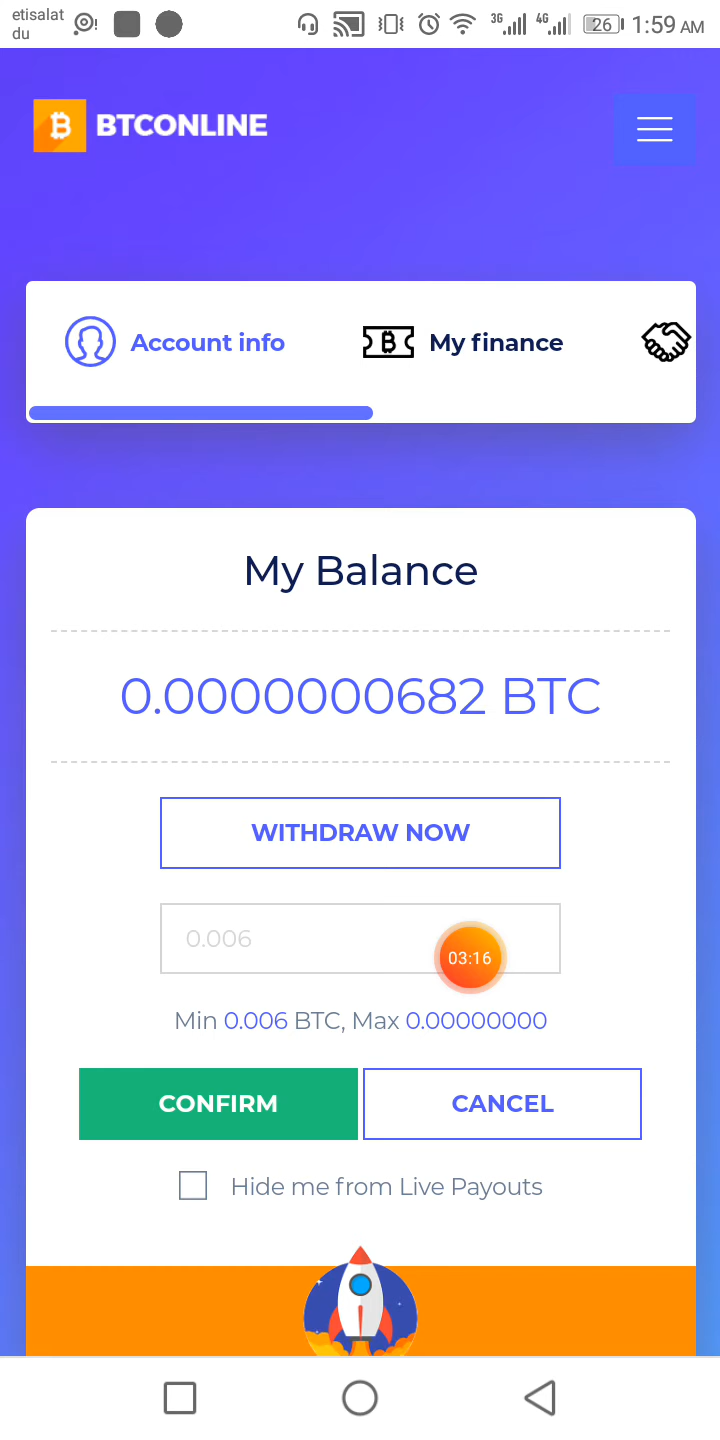 etisalat
du
3G 4G 26 1:59 AM
BTCONLINE
Account info My finance
My Balance
0.0000000682 BTC
WITHDRAW NOW
0.006
03:16
Min 0.006 BTC, Max 0.00000000
CONFIRM CANCEL
Hide me from Live Payouts